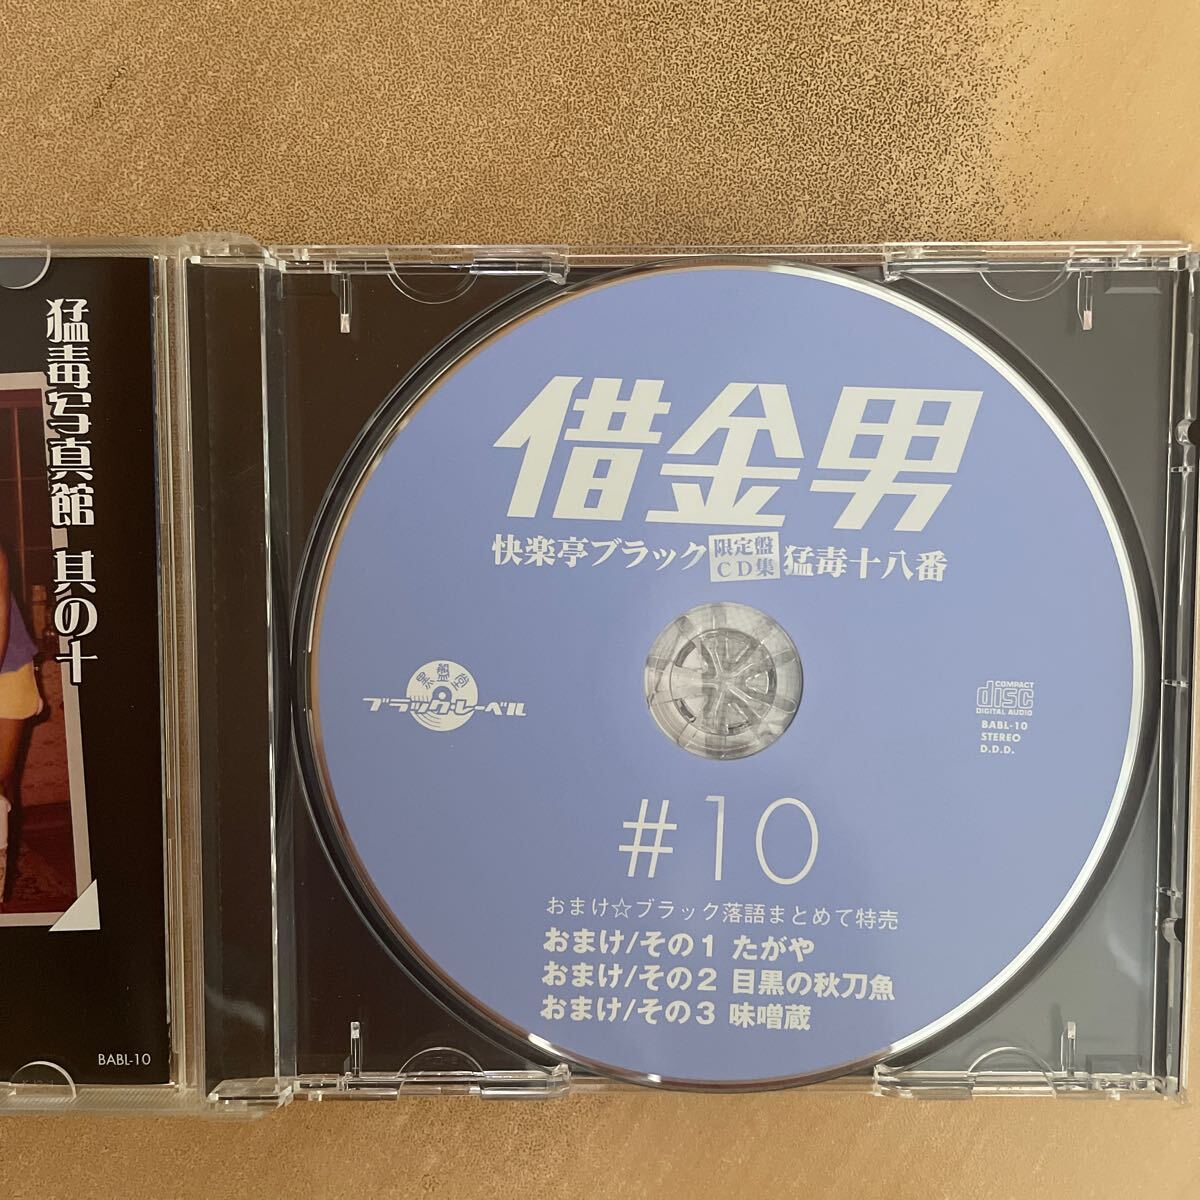 猛毒写真館 其の十
BABL-10
借金男
快楽亭ブラック 限定盤CD集 猛毒十八番
黒盤堂
ブラック・レーベル
COMPACT
disc
DIGITAL AUDIO
BABL-10
STEREO
D.D.D.
#10
おまけ☆ブラック落語まとめて特売
おまけ/その1 たがや
おまけ/その2 目黒の秋刀魚
おまけ/その3 味噌蔵